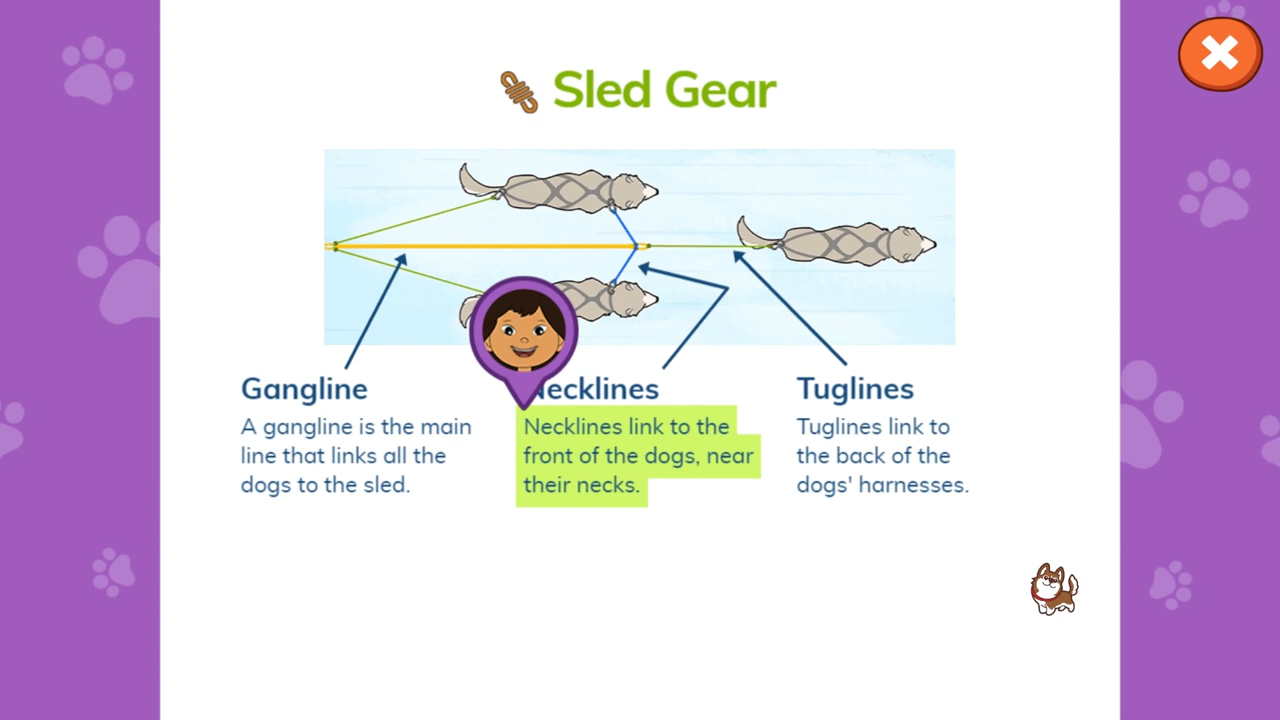 Sled Gear
Gangline
A gangline is the main
line that links all the
dogs to the sled.
Necklines
Necklines link to the
front of the dogs, near
their necks.
Tuglines
Tuglines link to
the back of the
dogs' harnesses.